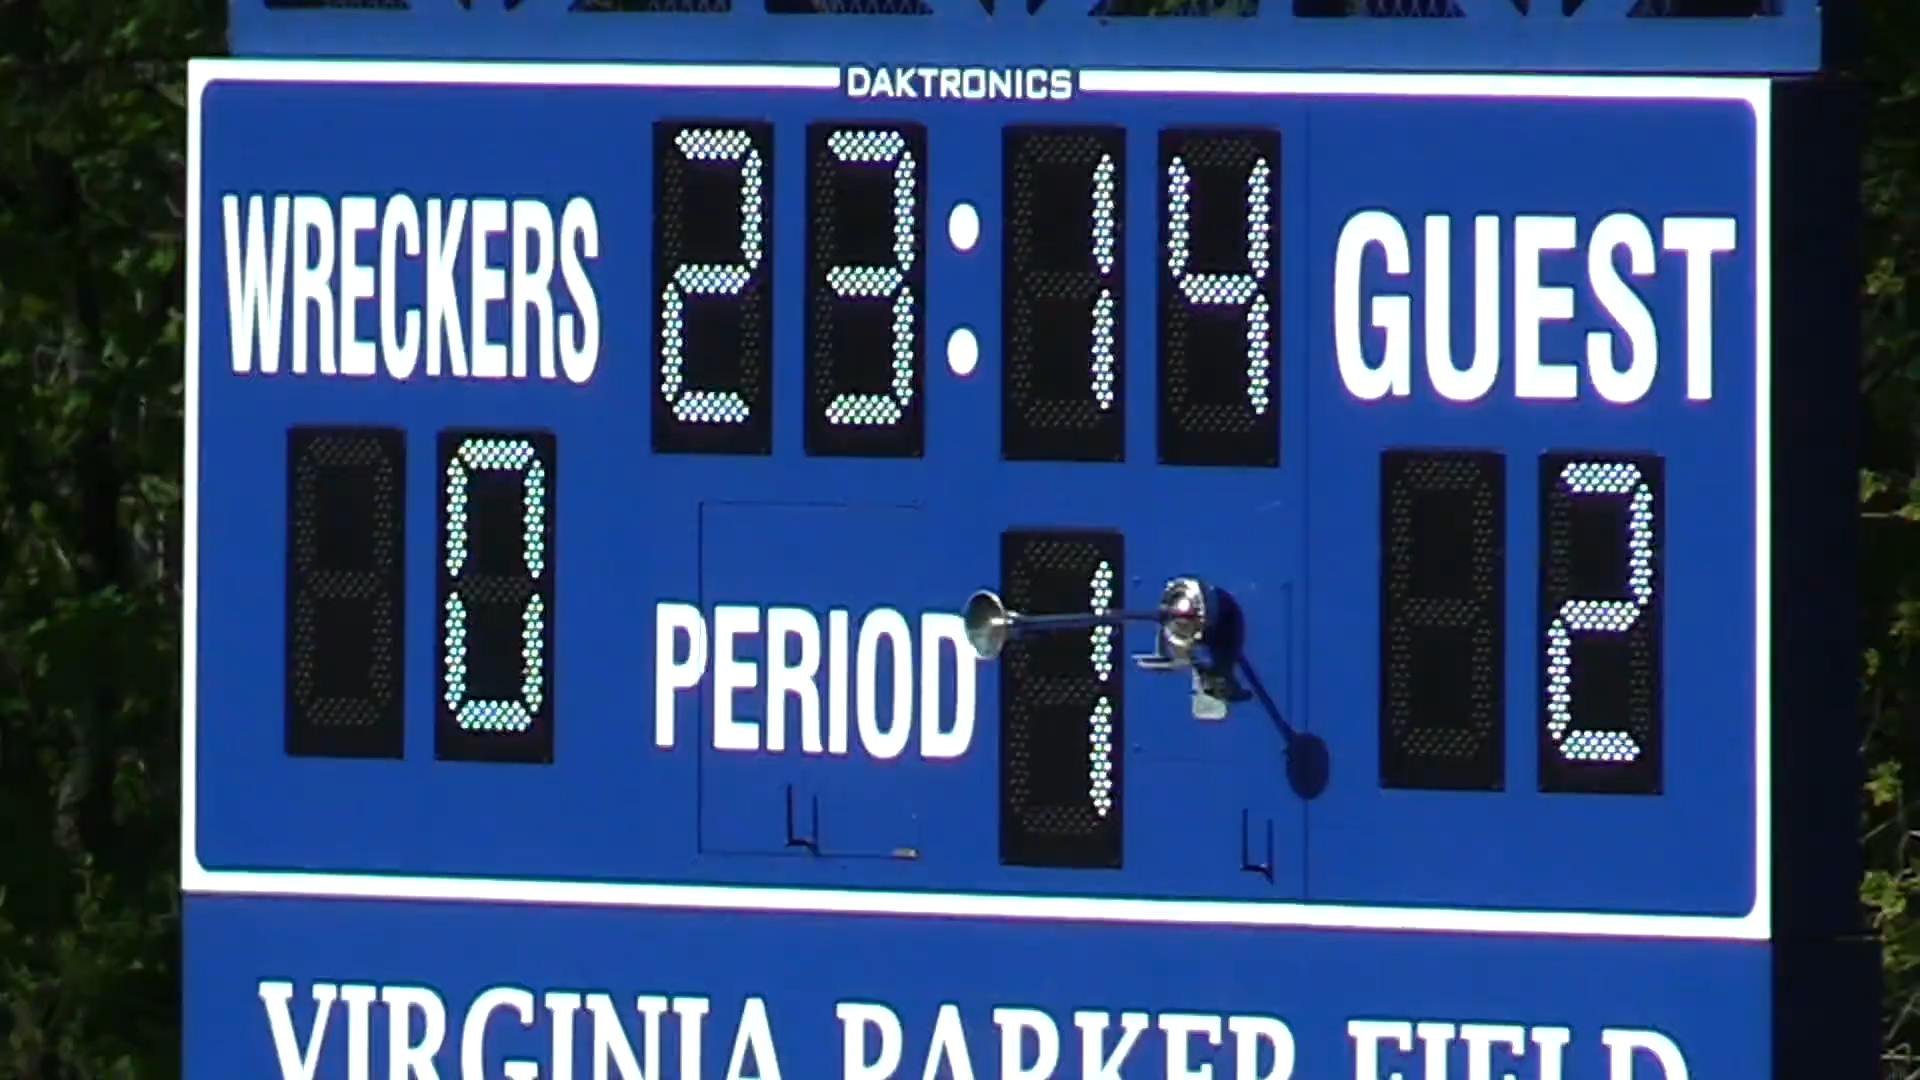 DAKTRONICS
WRECKERS 23:14 GUEST
0 PERIOD 1 2
VIRGINIA PARKER FIELD